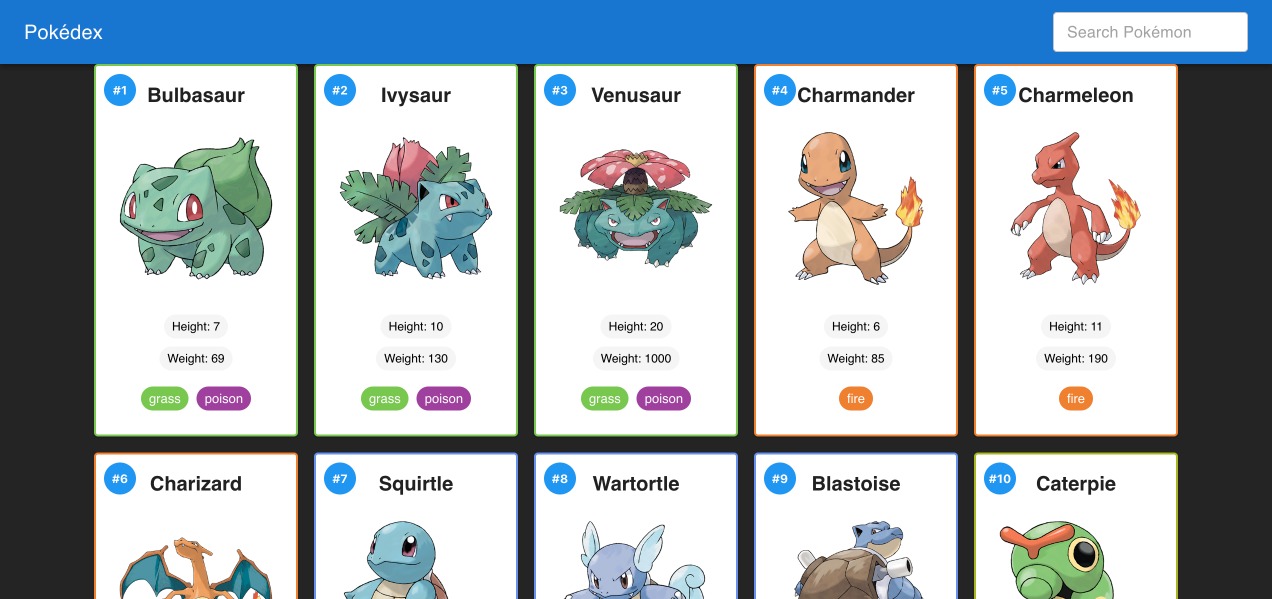 Pokédex
Search Pokémon
#1 Bulbasaur
Height: 7
Weight: 69
grass poison
#2 Ivysaur
Height: 10
Weight: 130
grass poison
#3 Venusaur
Height: 20
Weight: 1000
grass poison
#4 Charmander
Height: 6
Weight: 85
fire
#5 Charmeleon
Height: 11
Weight: 190
fire
#6 Charizard
#7 Squirtle
#8 Wartortle
#9 Blastoise
#10 Caterpie